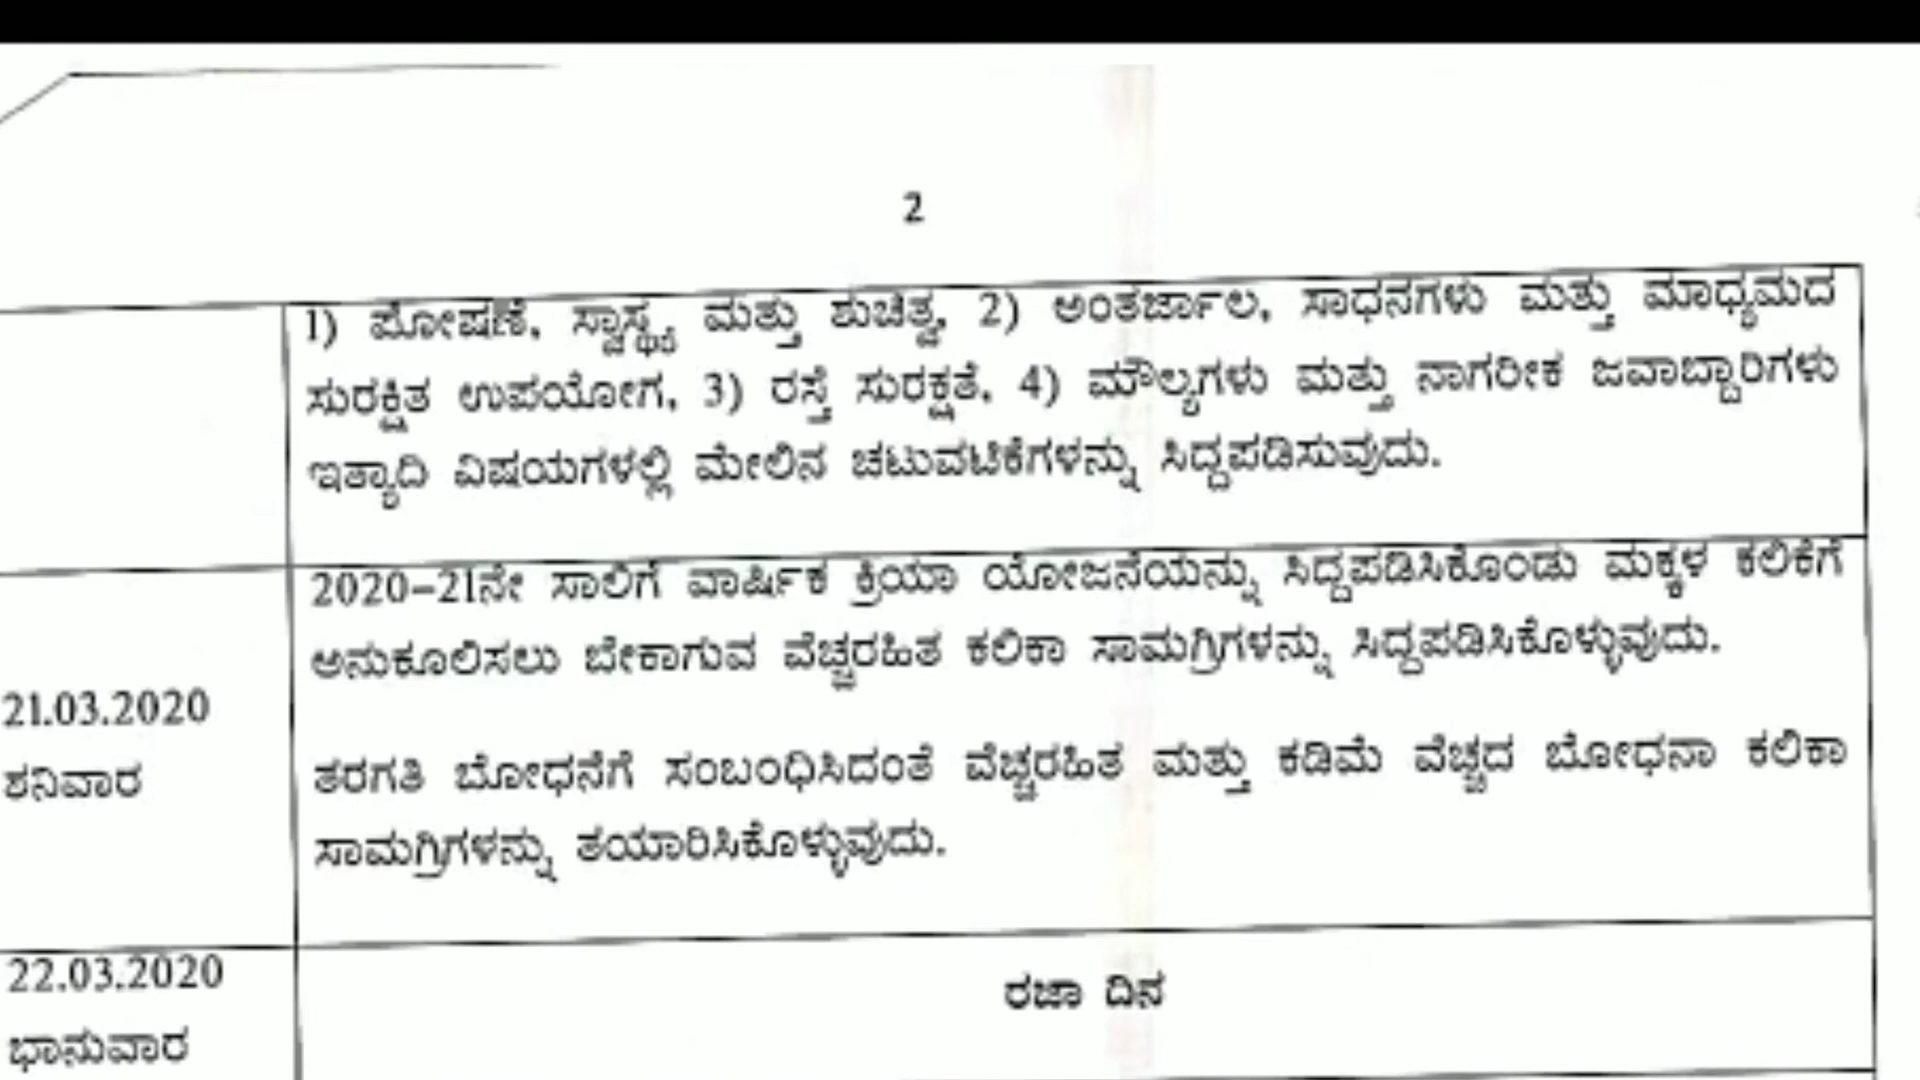 2
1) ಪೋಷಣೆ, ಸ್ವಾಸ್ಥ್ಯ ಮತ್ತು ಶುಚಿತ್ವ, 2) ಅಂತರ್ಜಾಲ, ಸಾಧನಗಳು ಮತ್ತು ಮಾಧ್ಯಮದ
ಸುರಕ್ಷಿತ ಉಪಯೋಗ, 3) ರಸ್ತೆ ಸುರಕ್ಷತೆ, 4) ಮೌಲ್ಯಗಳು ಮತ್ತು ನಾಗರೀಕ ಜವಾಬ್ದಾರಿಗಳು
ಇತ್ಯಾದಿ ವಿಷಯಗಳಲ್ಲಿ ಮೇಲಿನ ಚಟುವಟಿಕೆಗಳನ್ನು ಸಿದ್ದಪಡಿಸುವುದು.
21.03.2020
ಶನಿವಾರ
2020-21ನೇ ಸಾಲಿಗೆ ವಾರ್ಷಿಕ ಕ್ರಿಯಾ ಯೋಜನೆಯನ್ನು ಸಿದ್ದಪಡಿಸಿಕೊಂಡು ಮಕ್ಕಳ ಕಲಿಕೆಗೆ
ಅನುಕೂಲಿಸಲು ಬೇಕಾಗುವ ವೆಚ್ಚರಹಿತ ಕಲಿಕಾ ಸಾಮಗ್ರಿಗಳನ್ನು ಸಿದ್ದಪಡಿಸಿಕೊಳ್ಳುವುದು.
ತರಗತಿ ಬೋಧನೆಗೆ ಸಂಬಂಧಿಸಿದಂತೆ ವೆಚ್ಚರಹಿತ ಮತ್ತು ಕಡಿಮೆ ವೆಚ್ಚದ ಬೋಧನಾ ಕಲಿಕಾ
ಸಾಮಗ್ರಿಗಳನ್ನು ತಯಾರಿಸಿಕೊಳ್ಳುವುದು.
22.03.2020
ಭಾನುವಾರ
ರಜಾ ದಿನ